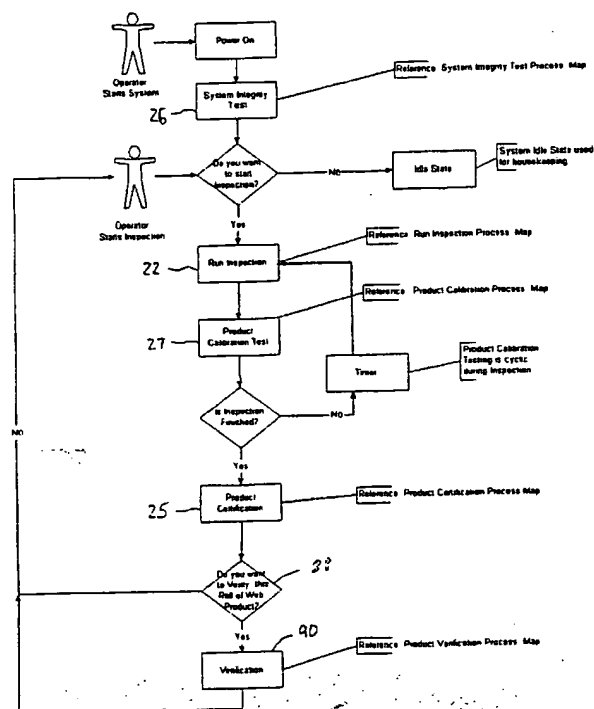 Power On
Operator
Starts System
Reference System Integrity Test Process Map
System Integrity
Test
26
Do you want
to start
Inspection?
NO
Idle State
System Idle State used
for housekeeping
Operator
Starts Inspection
Yes
Reference Run Inspection Process Map
22
Run Inspection
Reference Product Calibration Process Map
27
Product
Calibration Test
Timer
Product Calibration
Testing is cyclic
during Inspection
Is Inspection
Finished?
NO
NO
Yes
25
Product
Certification
Reference Product Certification Process Map
Do you want
to Verify this
Roll of Web
Product?
Yes
90
Verification
Reference Product Verification Process Map